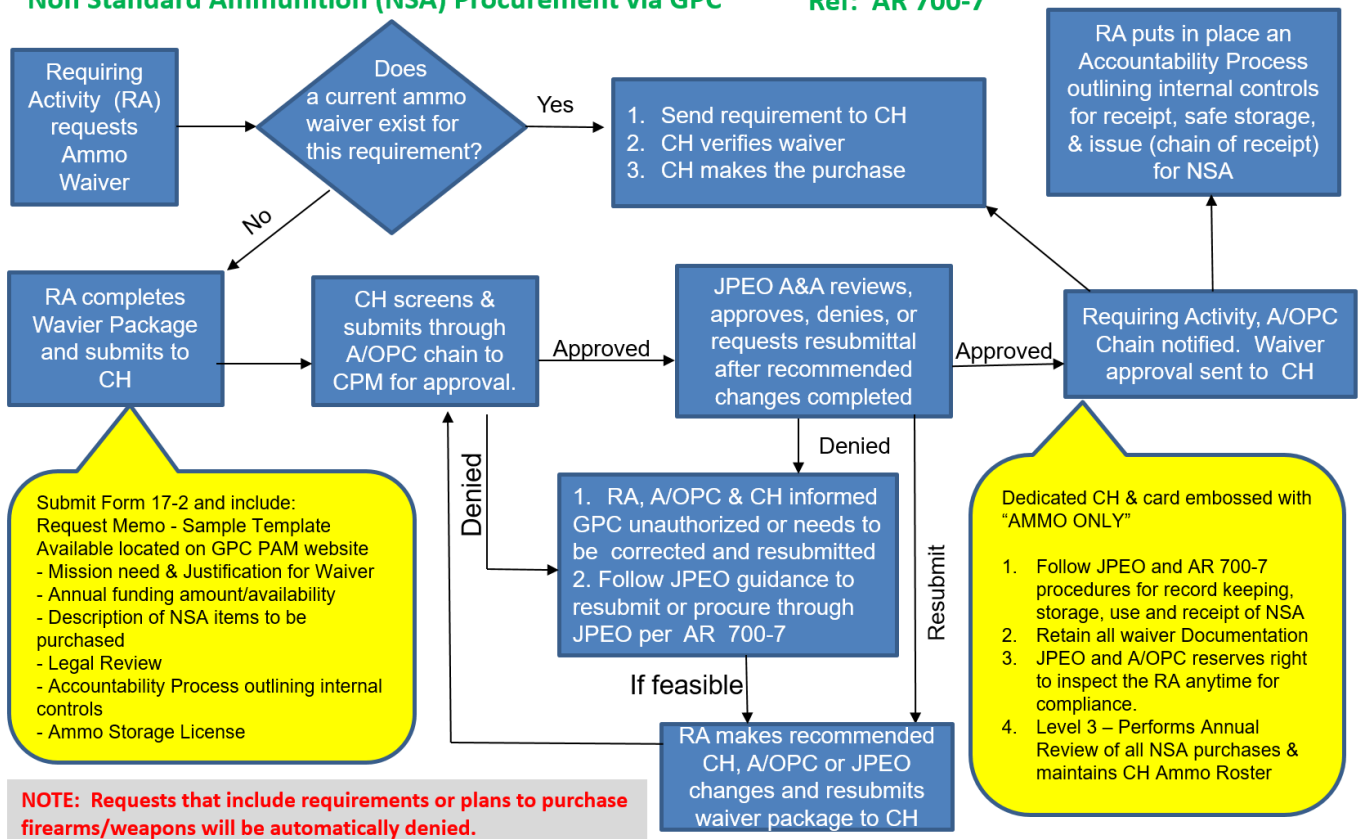 Non Standard Ammunition (NSA) Procurement via GPC
Ref: AR 700-7
Requiring
Activity (RA)
requests
Ammo
Waiver
Does
a current ammo
waiver exist for
this requirement?
Yes
1. Send requirement to CH
2. CH verifies waiver
3. CH makes the purchase
RA puts in place an
Accountability Process
outlining internal controls
for receipt, safe storage,
& issue (chain of receipt)
for NSA
No
RA completes
Wavier Package
and submits to
CH
CH screens &
submits through
A/OPC chain to
CPM for approval.
Approved
JPEO A&A reviews,
approves, denies, or
requests resubmittal
after recommended
changes completed
Approved
Requiring Activity, A/OPC
Chain notified. Waiver
approval sent to CH
Denied
Denied
Resubmit
Submit Form 17-2 and include:
Request Memo - Sample Template
Available located on GPC PAM website
- Mission need & Justification for Waiver
- Annual funding amount/availability
- Description of NSA items to be
purchased
- Legal Review
- Accountability Process outlining internal
controls
- Ammo Storage License
1. RA, A/OPC & CH informed
GPC unauthorized or needs to
be corrected and resubmitted
2. Follow JPEO guidance to
resubmit or procure through
JPEO per AR 700-7
If feasible
RA makes recommended
CH, A/OPC or JPEO
changes and resubmits
waiver package to CH
Dedicated CH & card embossed with
“AMMO ONLY”
1. Follow JPEO and AR 700-7
procedures for record keeping,
storage, use and receipt of NSA
2. Retain all waiver Documentation
3. JPEO and A/OPC reserves right
to inspect the RA anytime for
compliance.
4. Level 3 – Performs Annual
Review of all NSA purchases &
maintains CH Ammo Roster
NOTE: Requests that include requirements or plans to purchase
firearms/weapons will be automatically denied.